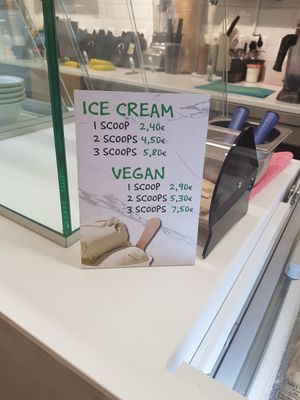 ICE CREAM
1 SCOOP 2,40€
2 SCOOPS 4,50€
3 SCOOPS 5,80€
VEGAN
1 SCOOP 2,90€
2 SCOOPS 5,30€
3 SCOOPS 7,50€